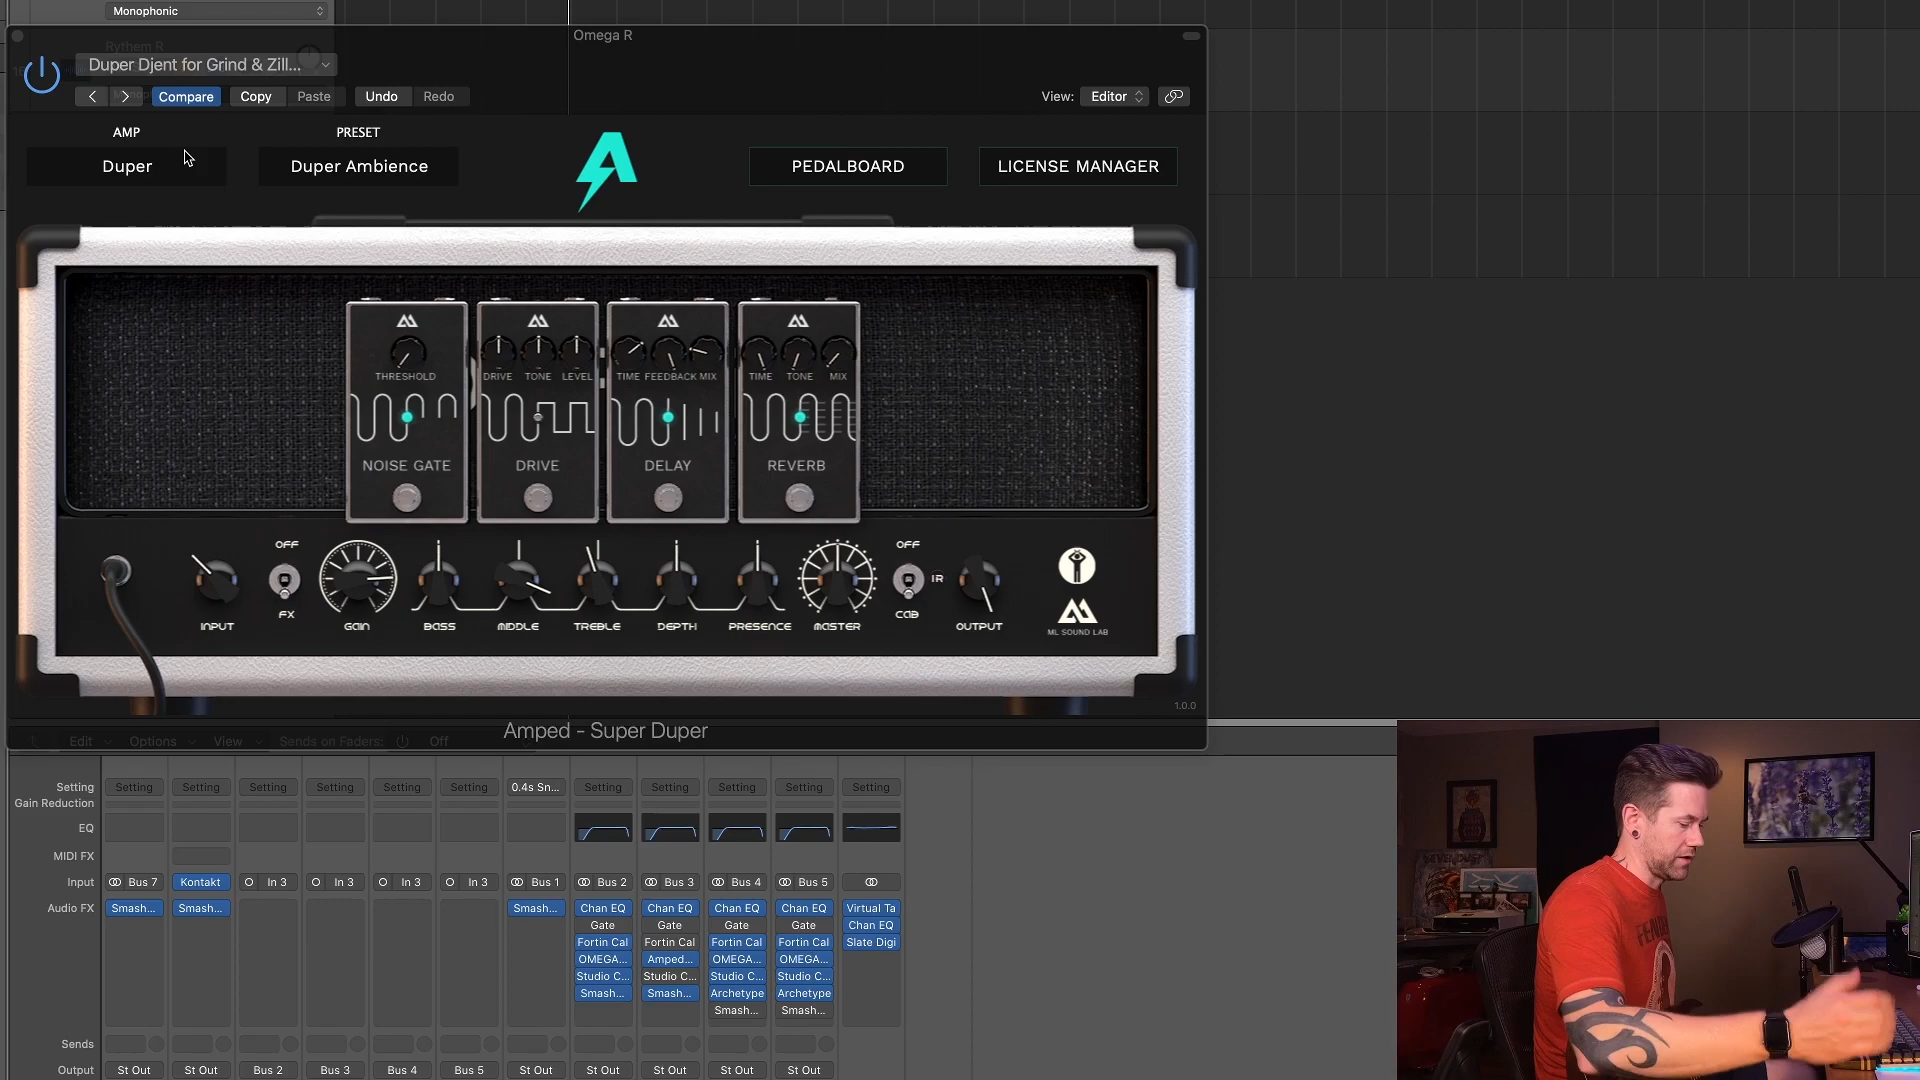 Monophonic
Omega R
Rythem R
Duper Djent for Grind & Zill...
Compare
Copy
Paste
Undo
Redo
View:
Editor
AMP
PRESET
Duper
Duper Ambience
PEDALBOARD
LICENSE MANAGER
THRESHOLD
DRIVE TONE LEVEL
TIME FEEDBACK MIX
TIME TONE MIX
NOISE GATE
DRIVE
DELAY
REVERB
OFF
OFF
IR
FX
CAB
INPUT
GAIN
BASS
MIDDLE
TREBLE
DEPTH
PRESENCE
MASTER
OUTPUT
ML SOUND LAB
1.0.0
Amped - Super Duper
Edit
Options
View
Sends on Faders:
Off
Setting
Setting Setting Setting Setting Setting Setting 0.4s Sn... Setting Setting Setting Setting Setting
Gain Reduction
EQ
MIDI FX
Input
Bus 7 Kontakt In 3 In 3 In 3 In 3 Bus 1 Bus 2 Bus 3 Bus 4 Bus 5
Audio FX
Smash... Smash... Smash... Chan EQ Chan EQ Chan EQ Chan EQ Virtual Ta
Gate Gate Gate Gate Chan EQ
Fortin Cal Fortin Cal Fortin Cal Fortin Cal Slate Digi
OMEGA... Amped... OMEGA... OMEGA...
Studio C... Studio C... Studio C... Studio C...
Smash... Smash... Archetype Archetype
Smash... Smash...
Sends
Output
St Out St Out Bus 2 Bus 3 Bus 4 Bus 5 St Out St Out St Out St Out St Out